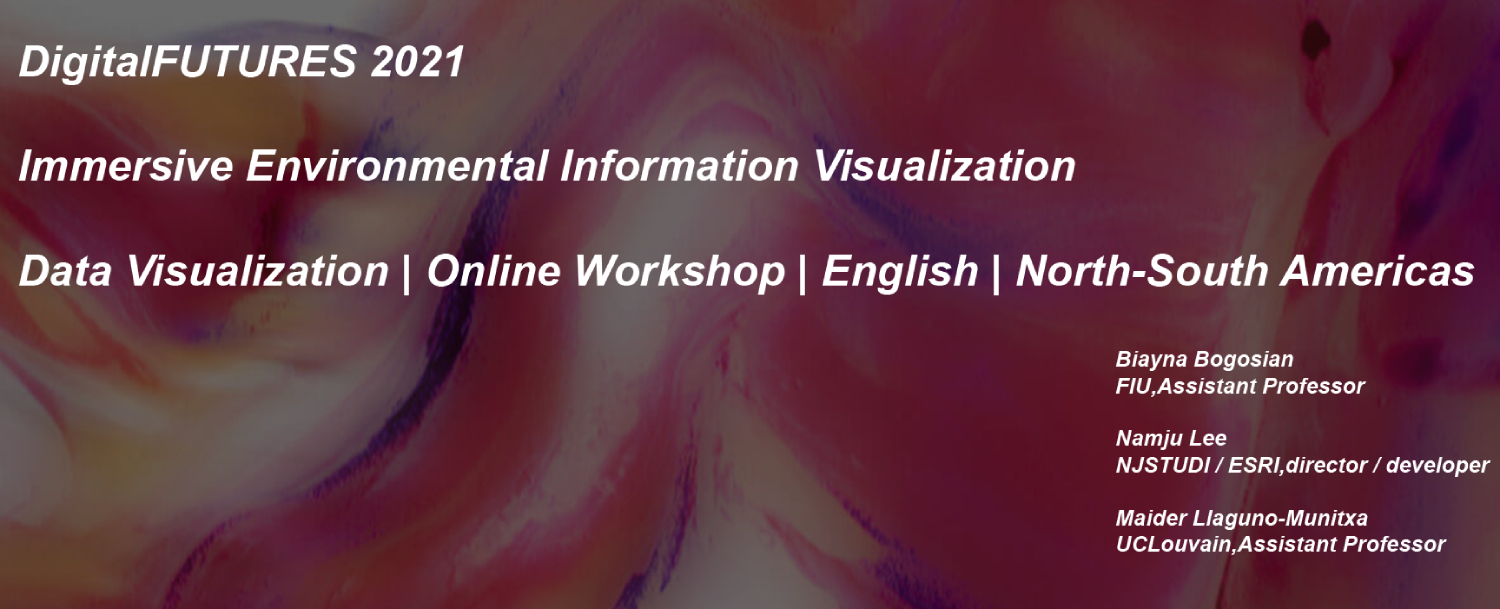 DigitalFUTURES 2021
Immersive Environmental Information Visualization
Data Visualization | Online Workshop | English | North-South Americas
Biayna Bogosian
FIU,Assistant Professor
Namju Lee
NJSTUDI / ESRI,director / developer
Maider Llaguno-Munitxa
UCLouvain,Assistant Professor